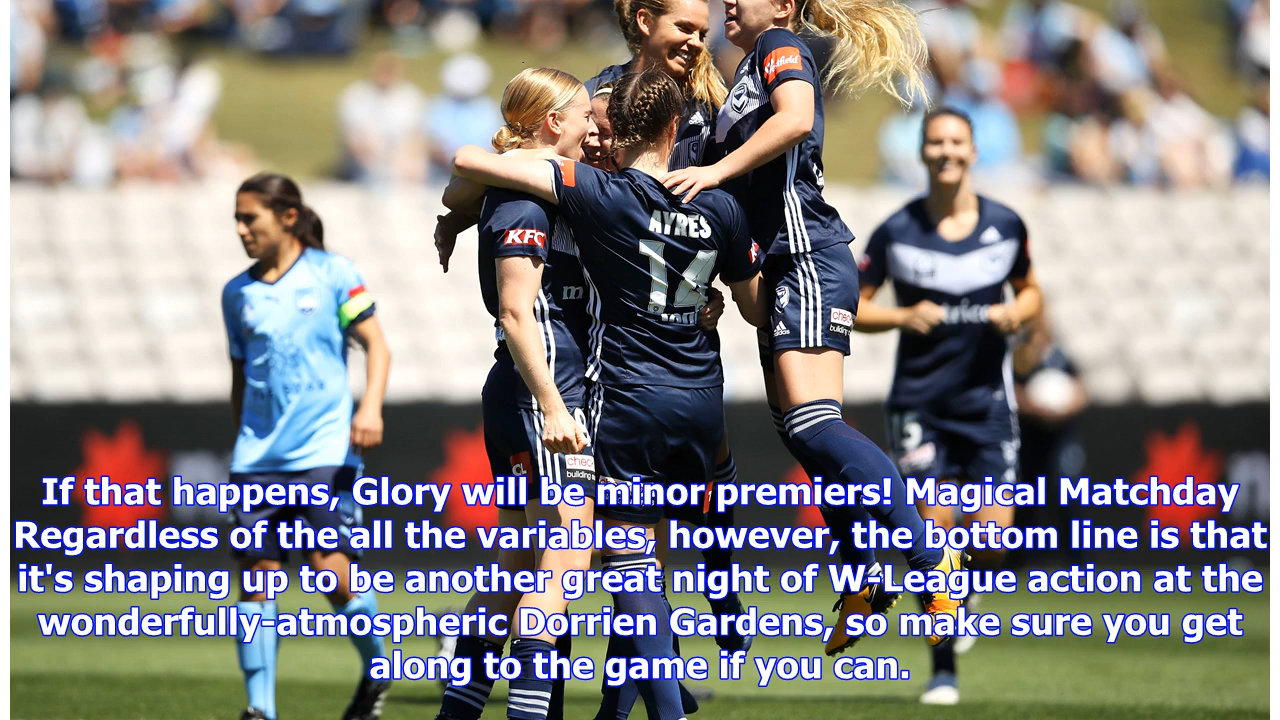 Westfield
KFC
AYRES
14
If that happens, Glory will be minor premiers! Magical Matchday
Regardless of the all the variables, however, the bottom line is that
it's shaping up to be another great night of W-League action at the
wonderfully-atmospheric Dorrien Gardens, so make sure you get
along to the game if you can.